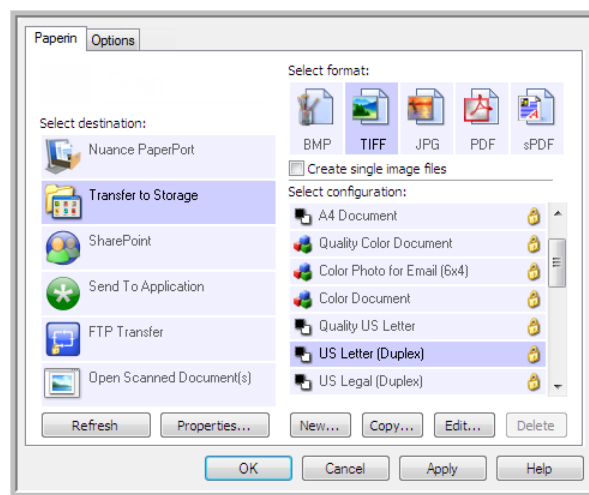 Paperin
Options
Select format:
BMP
TIFF
JPG
PDF
sPDF
Create single image files
Select destination:
Nuance PaperPort
Transfer to Storage
SharePoint
Send To Application
FTP Transfer
Open Scanned Document(s)
Select configuration:
A4 Document
Quality Color Document
Color Photo for Email (6x4)
Color Document
Quality US Letter
US Letter (Duplex)
US Legal (Duplex)
Refresh
Properties...
New...
Copy...
Edit...
Delete
OK
Cancel
Apply
Help